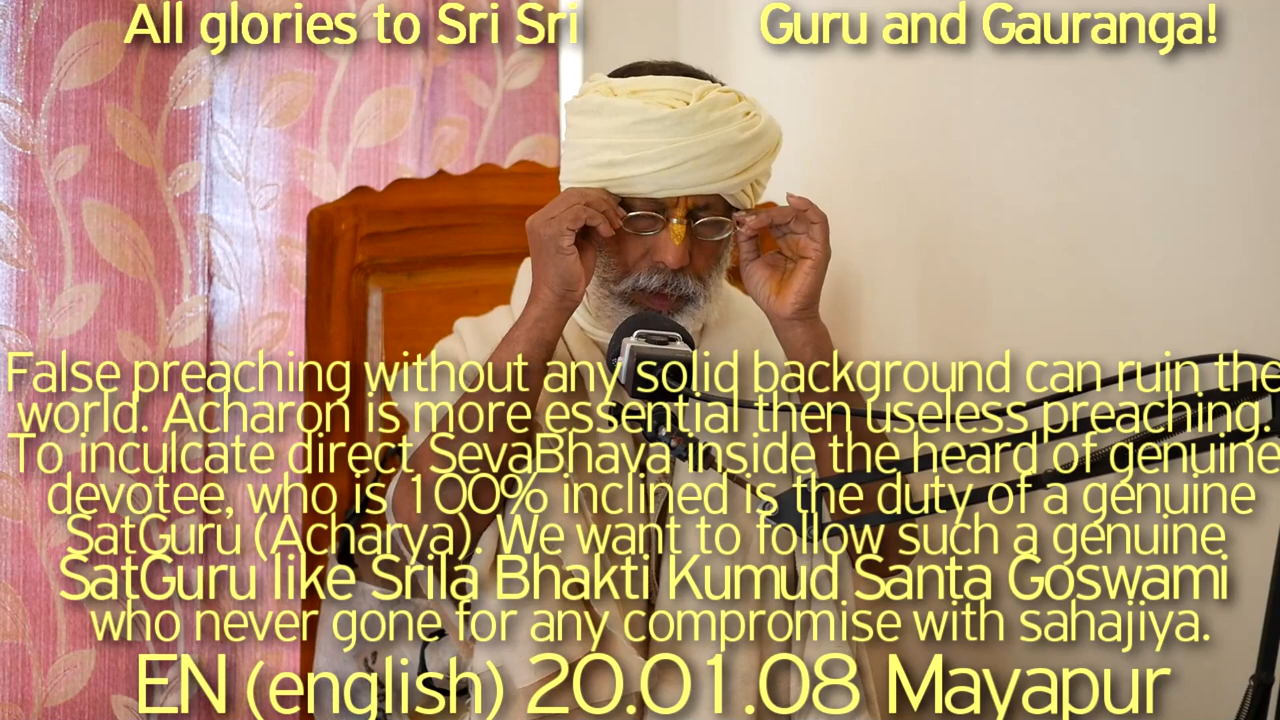 All glories to Sri Sri Guru and Gauranga!
False preaching without any solid background can ruin the
world. Acharon is more essential then useless preaching.
To inculcate direct SevaBhava inside the heard of genuine
devotee, who is 100% inclined is the duty of a genuine
SatGuru (Acharya). We want to follow such a genuine
SatGuru like Srila Bhakti Kumud Santa Goswami
who never gone for any compromise with sahajiya.
EN (english) 20.01.08 Mayapur